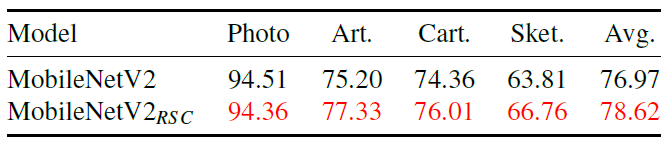 Model Photo Art. Cart. Sket. Avg.
MobileNetV2 94.51 75.20 74.36 63.81 76.97
MobileNetV2RSC 94.36 77.33 76.01 66.76 78.62